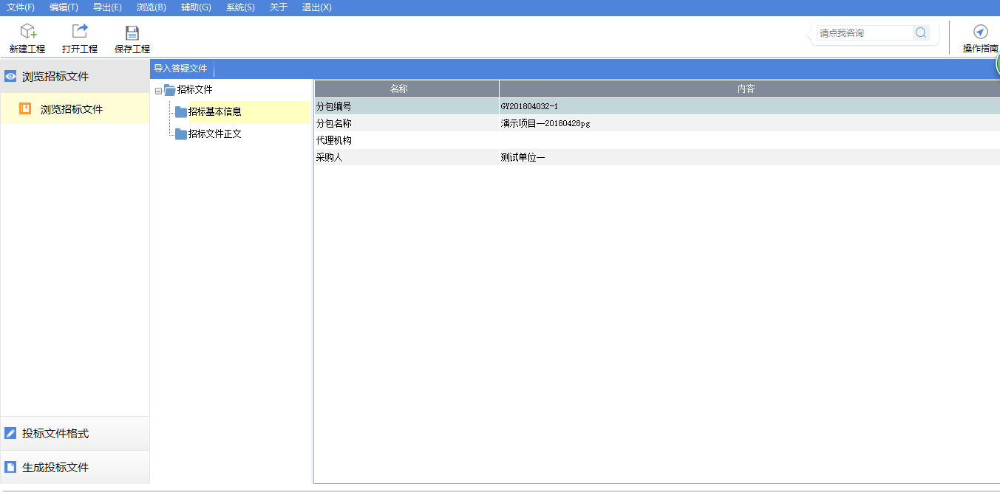 文件(F) 编辑(T) 导出(E) 浏览(B) 辅助(G) 系统(S) 关于 退出(X)
请点我咨询
新建工程 打开工程 保存工程 操作指南
浏览招标文件
浏览招标文件
投标文件格式
生成投标文件
导入答疑文件
招标文件
招标基本信息
招标文件正文
名称 内容
分包编号 GY201804032-1
分包名称 演示项目一20180428pg
代理机构
采购人 测试单位一